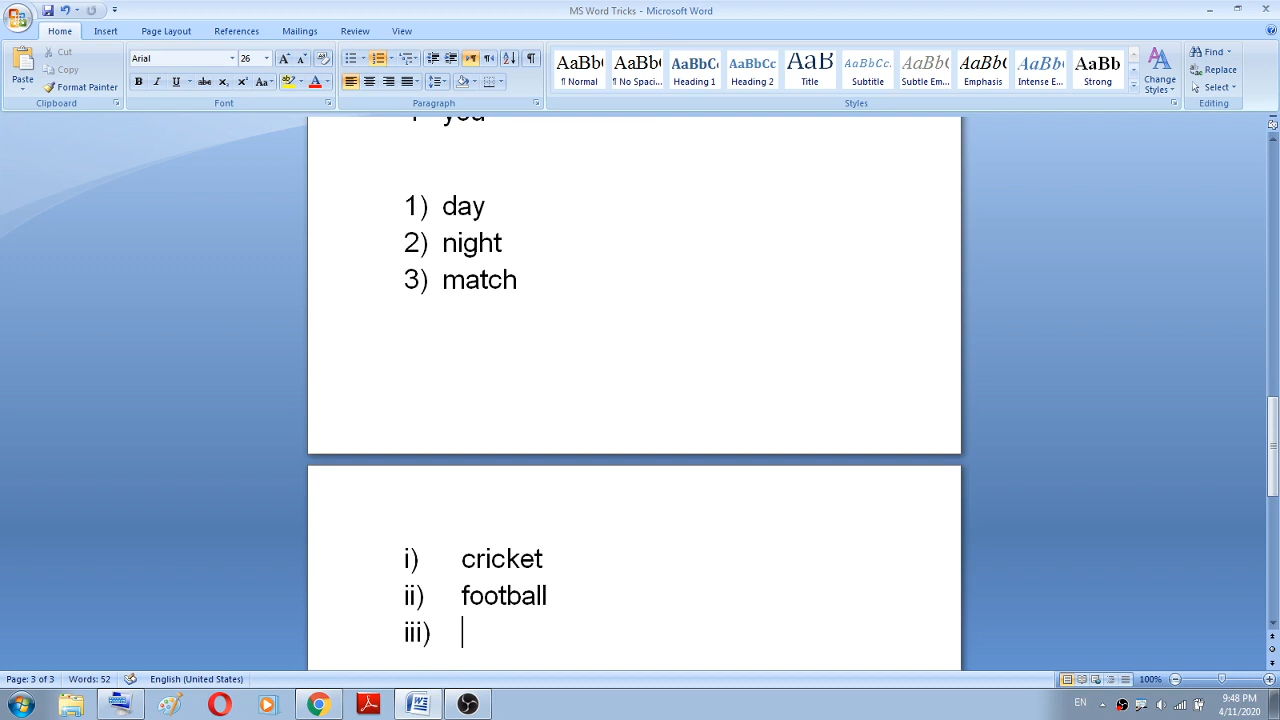 MS Word Tricks - Microsoft Word
Home Insert Page Layout References Mailings Review View
Paste
Cut
Copy
Format Painter
Clipboard
Arial 26
Font
Paragraph
AaBb( ¶ Normal
AaBb( ¶ No Spaci...
AaBbC Heading 1
AaBbCc Heading 2
AaB Title
AaBbCc. Subtitle
AaBbC Subtle Em...
AaBbC Emphasis
AaBb Intense E...
AaBb Strong
Change Styles
Styles
Find
Replace
Select
Editing
you
1) day
2) night
3) match
i) cricket
ii) football
iii)
Page: 3 of 3 Words: 52 English (United States) 100%
EN 9:48 PM
4/11/2020